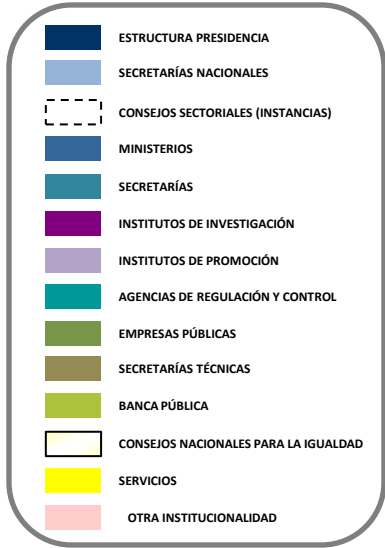 ESTRUCTURA PRESIDENCIA
SECRETARÍAS NACIONALES
CONSEJOS SECTORIALES (INSTANCIAS)
MINISTERIOS
SECRETARÍAS
INSTITUTOS DE INVESTIGACIÓN
INSTITUTOS DE PROMOCIÓN
AGENCIAS DE REGULACIÓN Y CONTROL
EMPRESAS PÚBLICAS
SECRETARÍAS TÉCNICAS
BANCA PÚBLICA
CONSEJOS NACIONALES PARA LA IGUALDAD
SERVICIOS
OTRA INSTITUCIONALIDAD